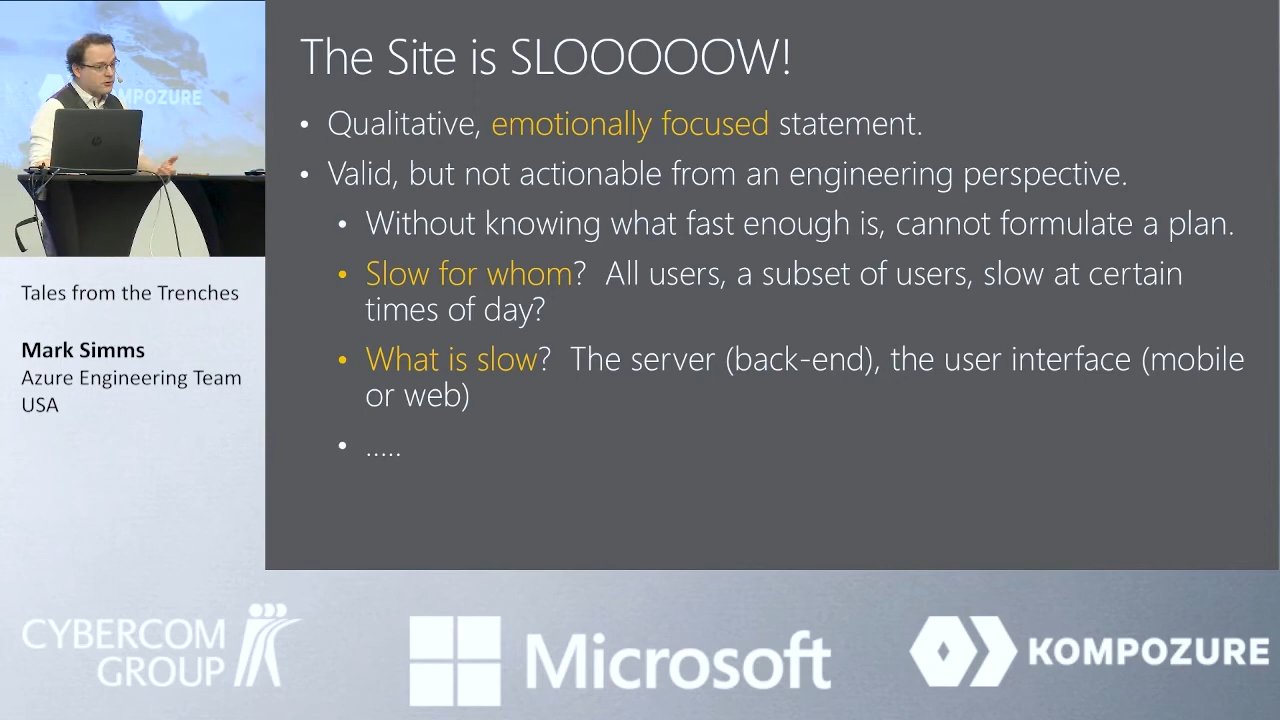 The Site is SLOOOOOW!
• Qualitative, emotionally focused statement.
• Valid, but not actionable from an engineering perspective.
• Without knowing what fast enough is, cannot formulate a plan.
• Slow for whom? All users, a subset of users, slow at certain
times of day?
• What is slow? The server (back-end), the user interface (mobile
or web)
• .....
MPOZURE
Tales from the Trenches
Mark Simms
Azure Engineering Team
USA
CYBERCOM
GROUP
Microsoft
KOMPOZURE